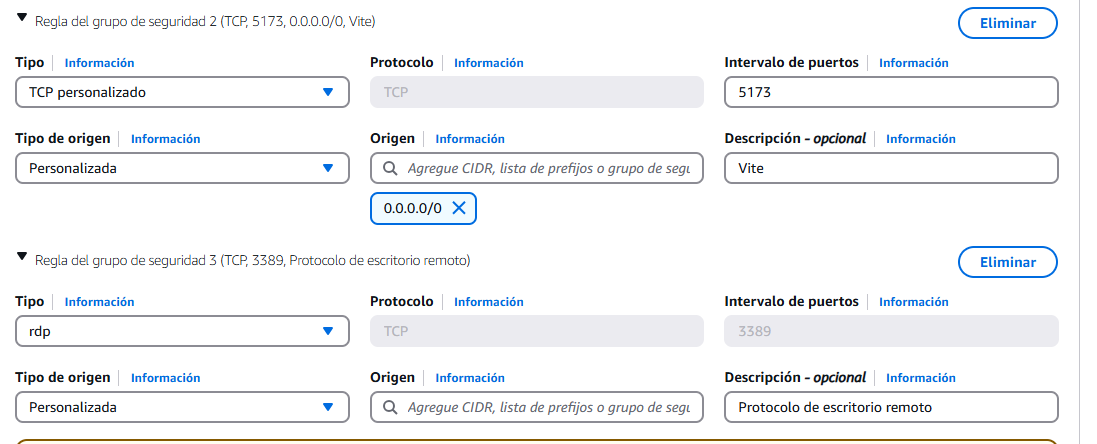 Regla del grupo de seguridad 2 (TCP, 5173, 0.0.0.0/0, Vite)
Eliminar
Tipo Información Protocolo Información Intervalo de puertos Información
TCP personalizado TCP 5173
Tipo de origen Información Origen Información Descripción - opcional Información
Personalizada Agregue CIDR, lista de prefijos o grupo de segu Vite
0.0.0.0/0
Regla del grupo de seguridad 3 (TCP, 3389, Protocolo de escritorio remoto)
Eliminar
Tipo Información Protocolo Información Intervalo de puertos Información
rdp TCP 3389
Tipo de origen Información Origen Información Descripción - opcional Información
Personalizada Agregue CIDR, lista de prefijos o grupo de segu Protocolo de escritorio remoto